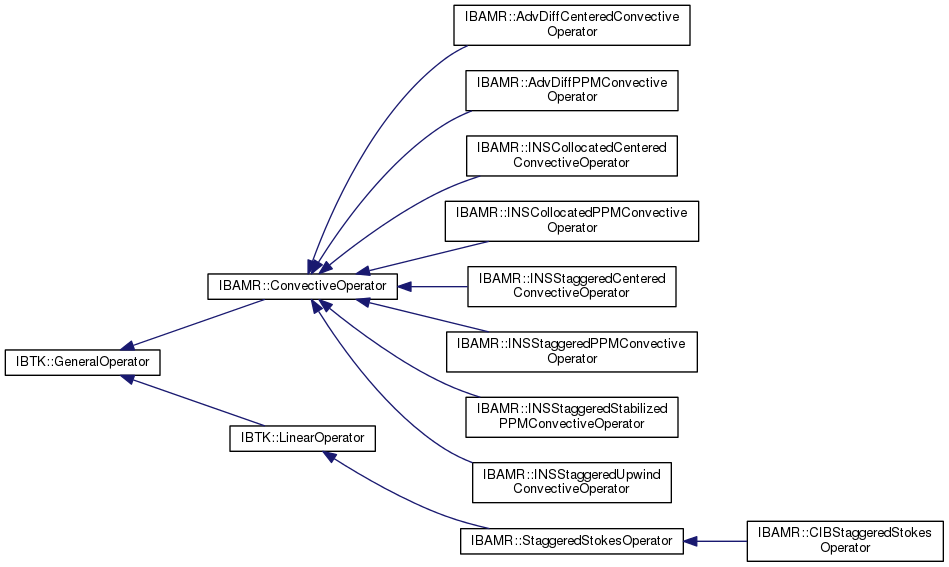 IBAMR::AdvDiffCenteredConvective
Operator
IBAMR::AdvDiffPPMConvective
Operator
IBAMR::INSCollocatedCentered
ConvectiveOperator
IBAMR::INSCollocatedPPMConvective
Operator
IBAMR::ConvectiveOperator
IBAMR::INSStaggeredCentered
ConvectiveOperator
IBAMR::INSStaggeredPPMConvective
Operator
IBTK::GeneralOperator
IBAMR::INSStaggeredStabilized
PPMConvectiveOperator
IBTK::LinearOperator
IBAMR::INSStaggeredUpwind
ConvectiveOperator
IBAMR::StaggeredStokesOperator
IBAMR::CIBStaggeredStokes
Operator